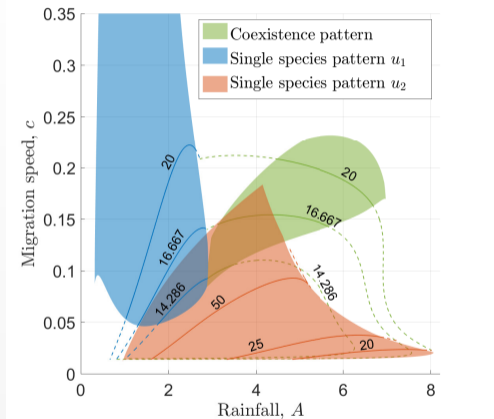 0.35
0.3
0.25
0.2
0.15
0.1
0.05
0
Migration speed, c
Coexistence pattern
Single species pattern u₁
Single species pattern u₂
20
16.667
14.286
50
25
20
20
16.667
14.286
0 2 4 6 8
Rainfall, A